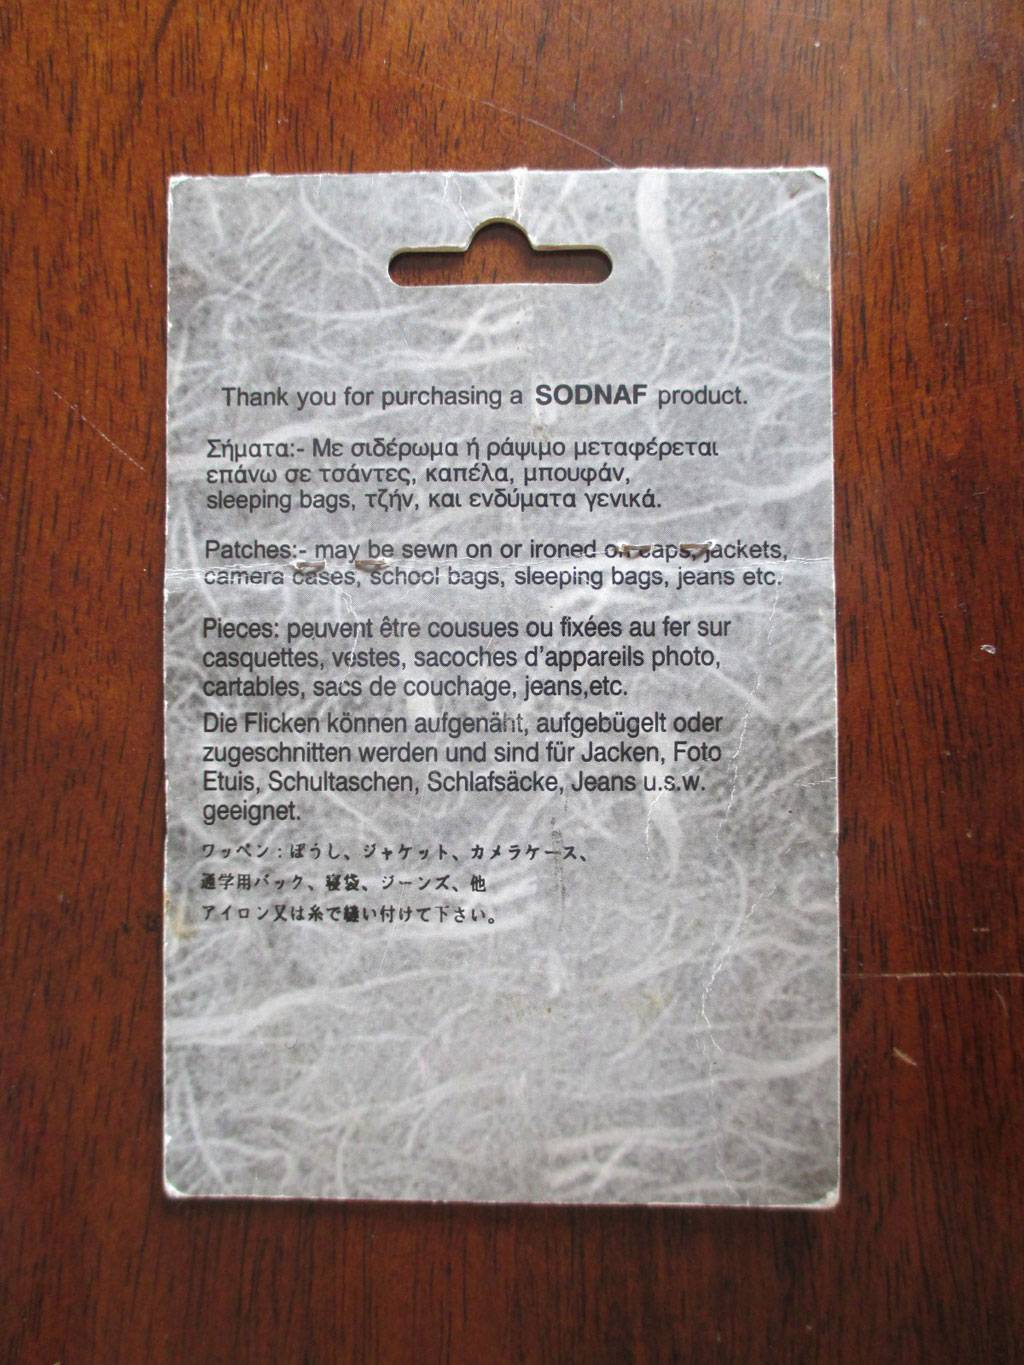 Thank you for purchasing a SODNAF product.
Σήματα:- Με σιδέρωμα ή ράψιμο μεταφέρεται
επάνω σε τσάντες, καπέλα, μπουφάν,
sleeping bags, τζήν, και ενδύματα γενικά.
Patches:- may be sewn on or ironed on caps, jackets,
camera cases, school bags, sleeping bags, jeans etc.
Pieces: peuvent être cousues ou fixées au fer sur
casquettes, vestes, sacoches d'appareils photo,
cartables, sacs de couchage, jeans,etc.
Die Flicken können aufgenäht, aufgebügelt oder
zugeschnitten werden und sind für Jacken, Foto
Etuis, Schultaschen, Schlafsäcke, Jeans u.s.w.
geeignet.
ワッペン：ぼうし、ジャケット、カメラケース、
通学用バック、寝袋、ジーンズ、他
アイロン又は糸で縫い付けて下さい。